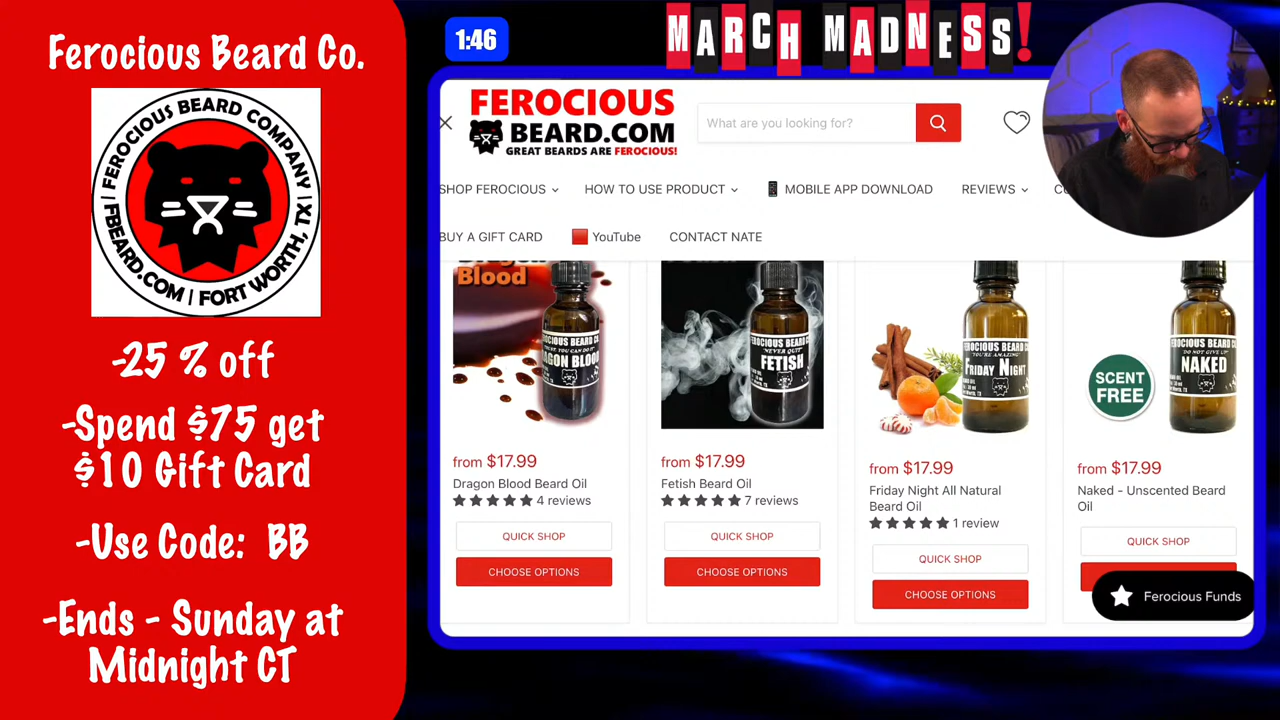 Ferocious Beard Co.
FEROCIOUS BEARD COMPANY
FBEARD.COM | FORT WORTH, TX
-25 % off
-Spend $75 get
$10 Gift Card
-Use Code: BB
-Ends - Sunday at
Midnight CT
1:46
MARCH MADNESS!
FEROCIOUS
BEARD.COM
GREAT BEARDS ARE FEROCIOUS!
What are you looking for?
SHOP FEROCIOUS
HOW TO USE PRODUCT
MOBILE APP DOWNLOAD
REVIEWS
BUY A GIFT CARD
YouTube
CONTACT NATE
Blood
FEROCIOUS BEARD CO
DRAGON BLOOD
FEROCIOUS BEARD CO
"NEVER QUIT"
FETISH
FEROCIOUS BEARD CO
"YOU'RE AMAZING"
FRIDAY NIGHT
SCENT
FREE
FEROCIOUS BEARD CO
DO NOT GIVE UP
NAKED
from $17.99
Dragon Blood Beard Oil
4 reviews
QUICK SHOP
CHOOSE OPTIONS
from $17.99
Fetish Beard Oil
7 reviews
QUICK SHOP
CHOOSE OPTIONS
from $17.99
Friday Night All Natural
Beard Oil
1 review
QUICK SHOP
CHOOSE OPTIONS
from $17.99
Naked - Unscented Beard
Oil
QUICK SHOP
Ferocious Funds